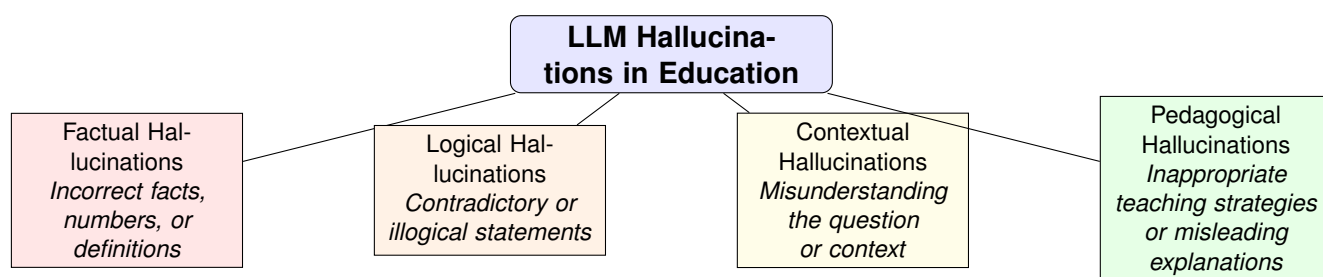 LLM Hallucina-
tions in Education
Factual Hal-
lucinations
Incorrect facts,
numbers, or
definitions
Logical Hal-
lucinations
Contradictory or
illogical statements
Contextual
Hallucinations
Misunderstanding
the question
or context
Pedagogical
Hallucinations
Inappropriate
teaching strategies
or misleading
explanations